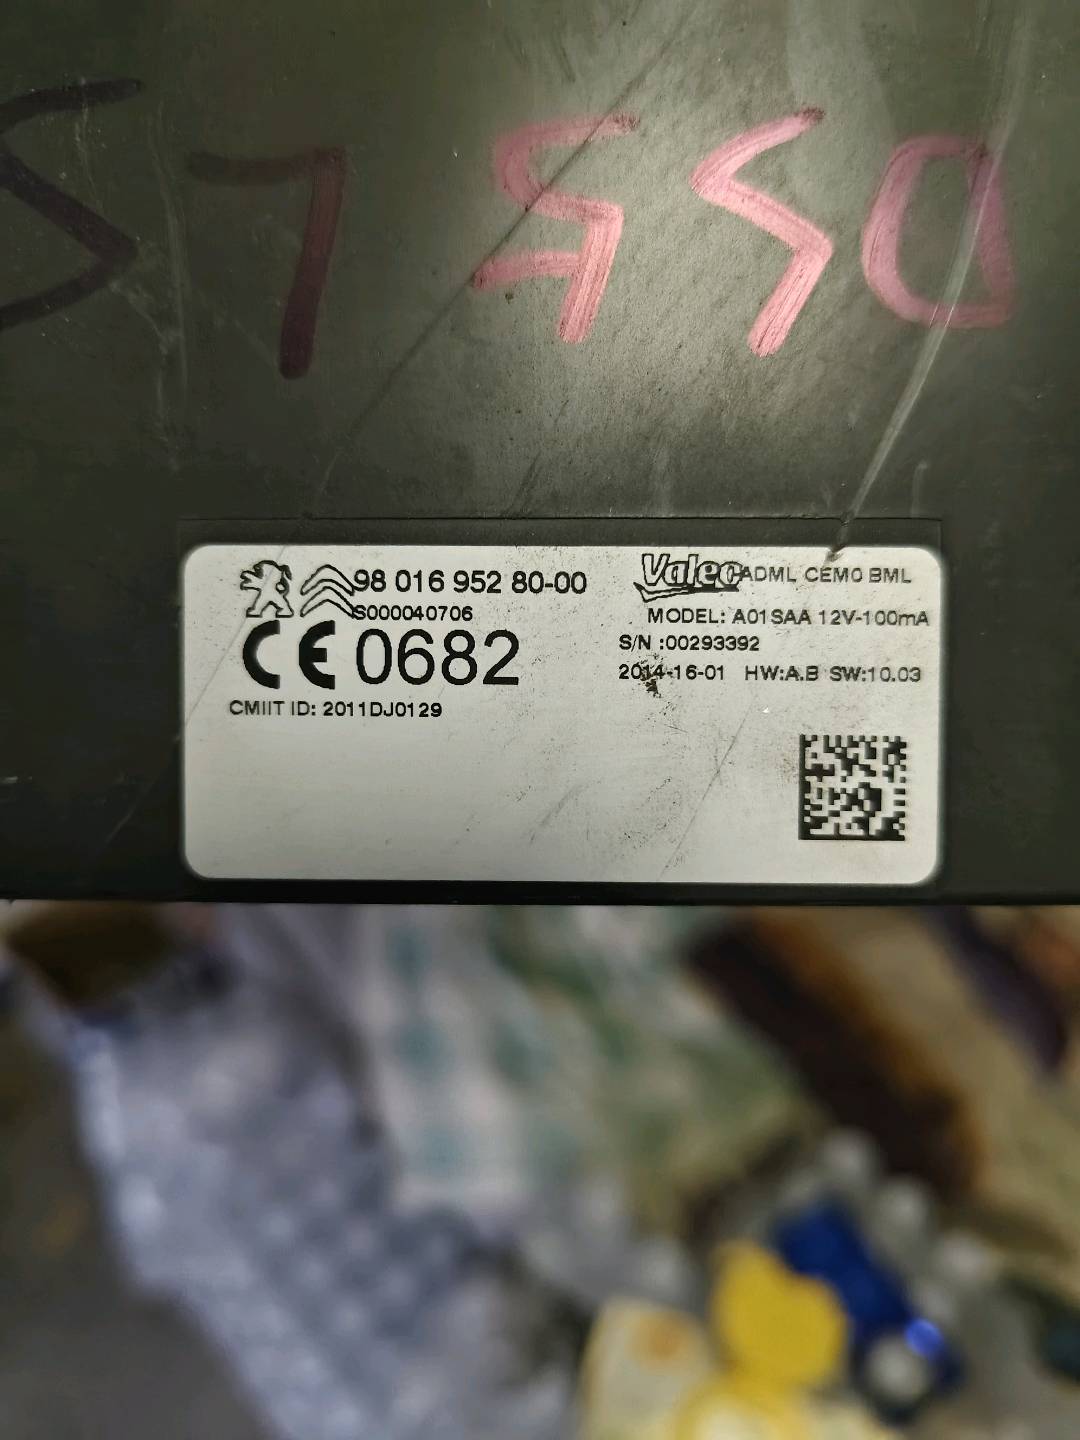 98 016 952 80-00
S000040706
CE 0682
CMIIT ID: 2011DJ0129
Valeo ADML CEM0 BML
MODEL: A01SAA 12V-100mA
S/N :00293392
2014-16-01 HW:A.B SW:10.03